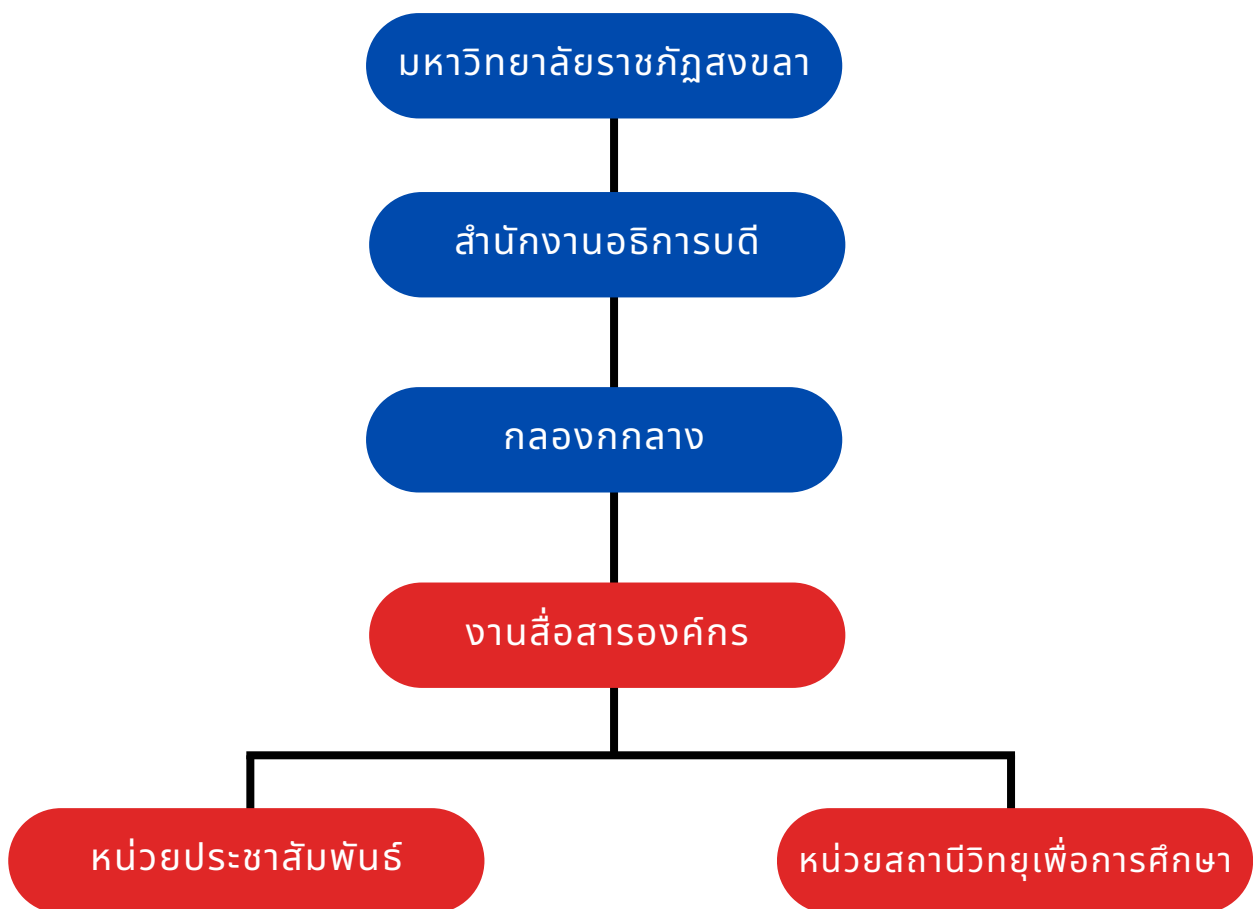 มหาวิทยาลัยราชภัฏสงขลา
สำนักงานอธิการบดี
กลองกกลาง
งานสื่อสารองค์กร
หน่วยประชาสัมพันธ์
หน่วยสถานีวิทยุเพื่อการศึกษา